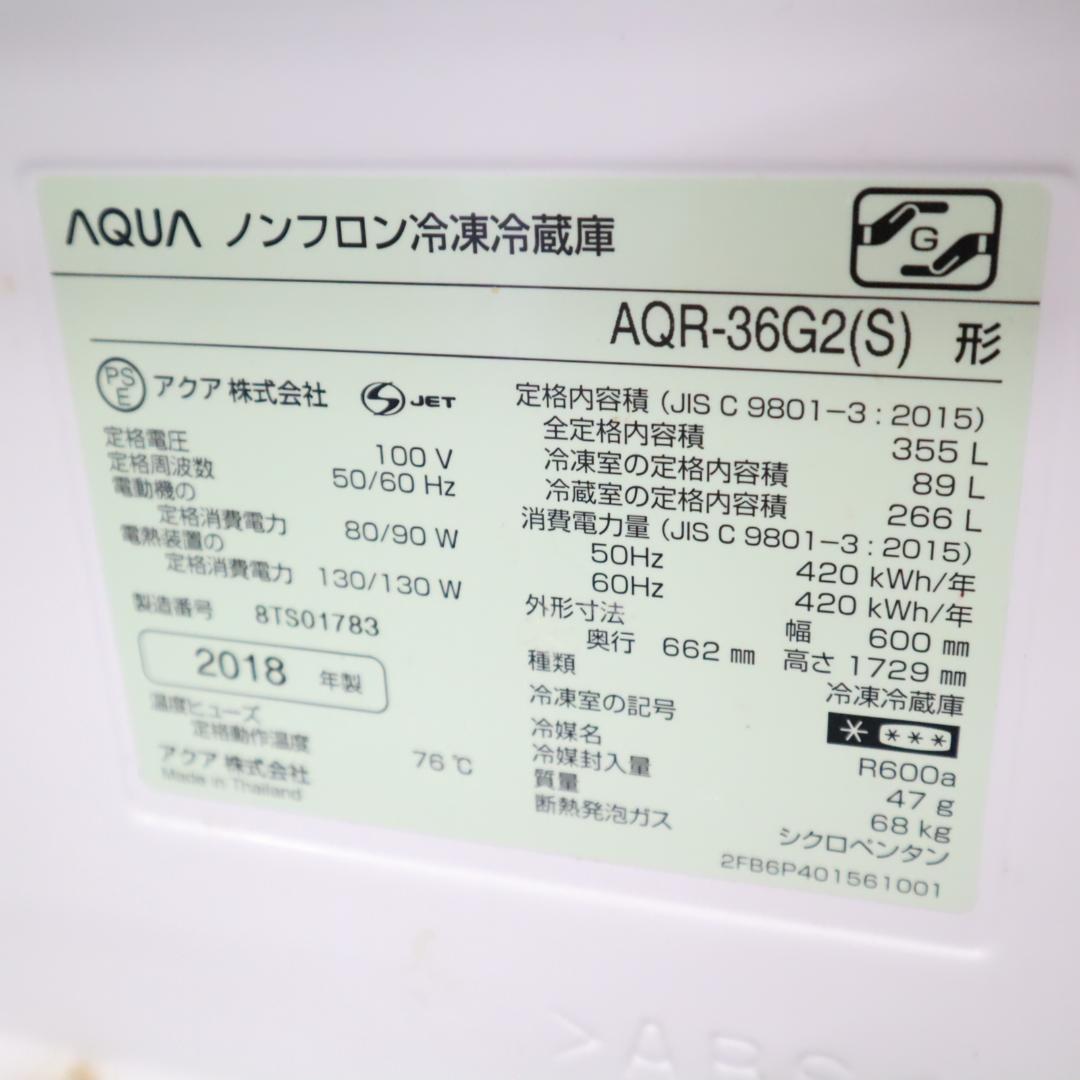 AQUA ノンフロン冷凍冷蔵庫
G
AQR-36G2(S) 形
PSE アクア 株式会社 S JET
定格電圧 100 V
定格周波数 50/60 Hz
電動機の
定格消費電力 80/90 W
電熱装置の
定格消費電力 130/130 W
製造番号 8TS01783
2018 年製
温度ヒューズ
定格動作温度 76 ℃
アクア 株式会社
Made in Thailand
定格内容積 (JIS C 9801-3 : 2015)
全定格内容積 355 L
冷凍室の定格内容積 89 L
冷蔵室の定格内容積 266 L
消費電力量 (JIS C 9801-3 : 2015)
50Hz 420 kWh/年
60Hz 420 kWh/年
外形寸法 幅 600 ㎜
奥行 662 ㎜ 高さ 1729 ㎜
種類 冷凍冷蔵庫
冷凍室の記号 * ***
冷媒名 R600a
冷媒封入量 47 g
質量 68 kg
断熱発泡ガス シクロペンタン
2FB6P401561001
>ABS